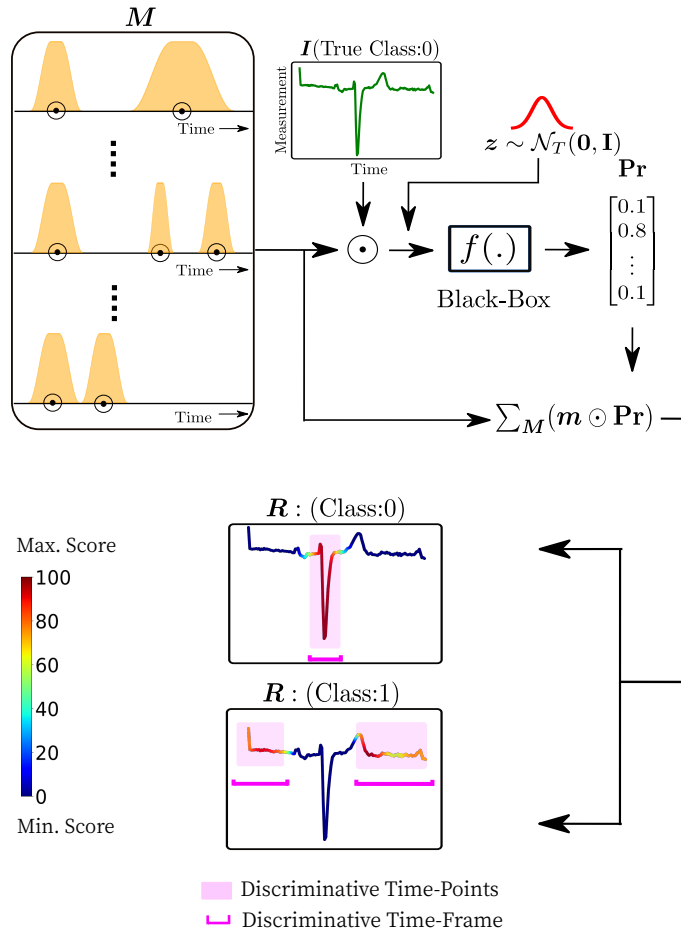 M
I(True Class:0)
Measurement
Time
Time
z ∼ 𝒩_T(0, I)
Pr
0.1
0.8
⋮
0.1
Time
f(.)
Black-Box
Time
∑_M(m ⊙ Pr)
R : (Class:0)
Max. Score
100
80
60
40
20
0
Min. Score
R : (Class:1)
Discriminative Time-Points
Discriminative Time-Frame